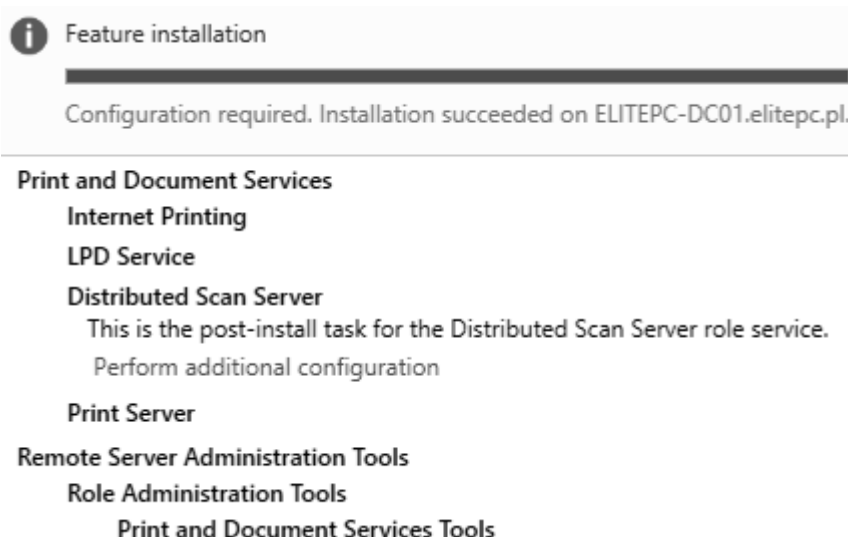 Feature installation
Configuration required. Installation succeeded on ELITEPC-DC01.elitepc.pl.
Print and Document Services
Internet Printing
LPD Service
Distributed Scan Server
This is the post-install task for the Distributed Scan Server role service.
Perform additional configuration
Print Server
Remote Server Administration Tools
Role Administration Tools
Print and Document Services Tools